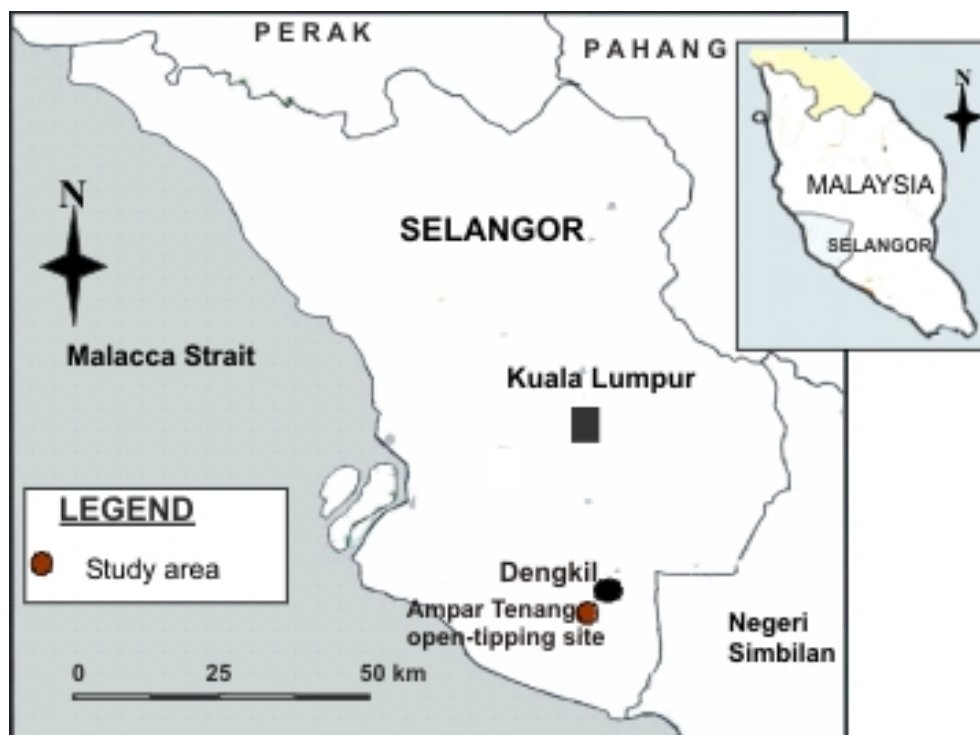 PERAK
PAHANG
N
MALAYSIA
SELANGOR
N
SELANGOR
Malacca Strait
Kuala Lumpur
LEGEND
Study area
Dengkil
Ampar Tenang
open-tipping site
Negeri
Simbilan
0 25 50 km